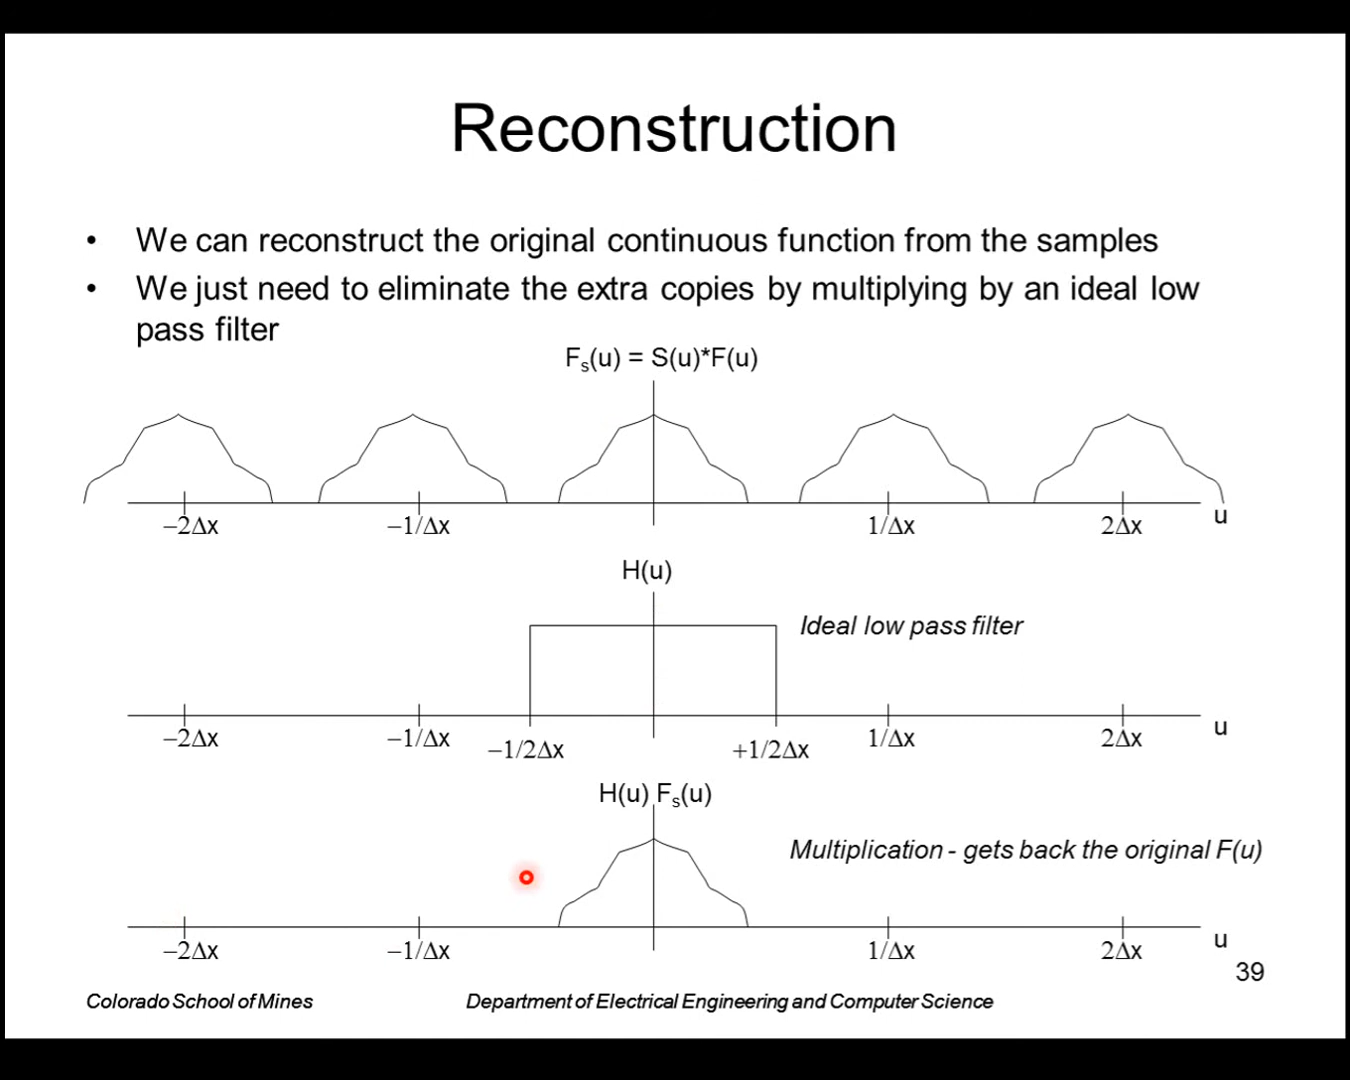 Reconstruction
• We can reconstruct the original continuous function from the samples
• We just need to eliminate the extra copies by multiplying by an ideal low
pass filter
Fs(u) = S(u)*F(u)
−2Δx −1/Δx 1/Δx 2Δx u
H(u)
Ideal low pass filter
−2Δx −1/Δx −1/2Δx +1/2Δx 1/Δx 2Δx u
H(u) Fs(u)
Multiplication - gets back the original F(u)
−2Δx −1/Δx 1/Δx 2Δx u
39
Colorado School of Mines Department of Electrical Engineering and Computer Science